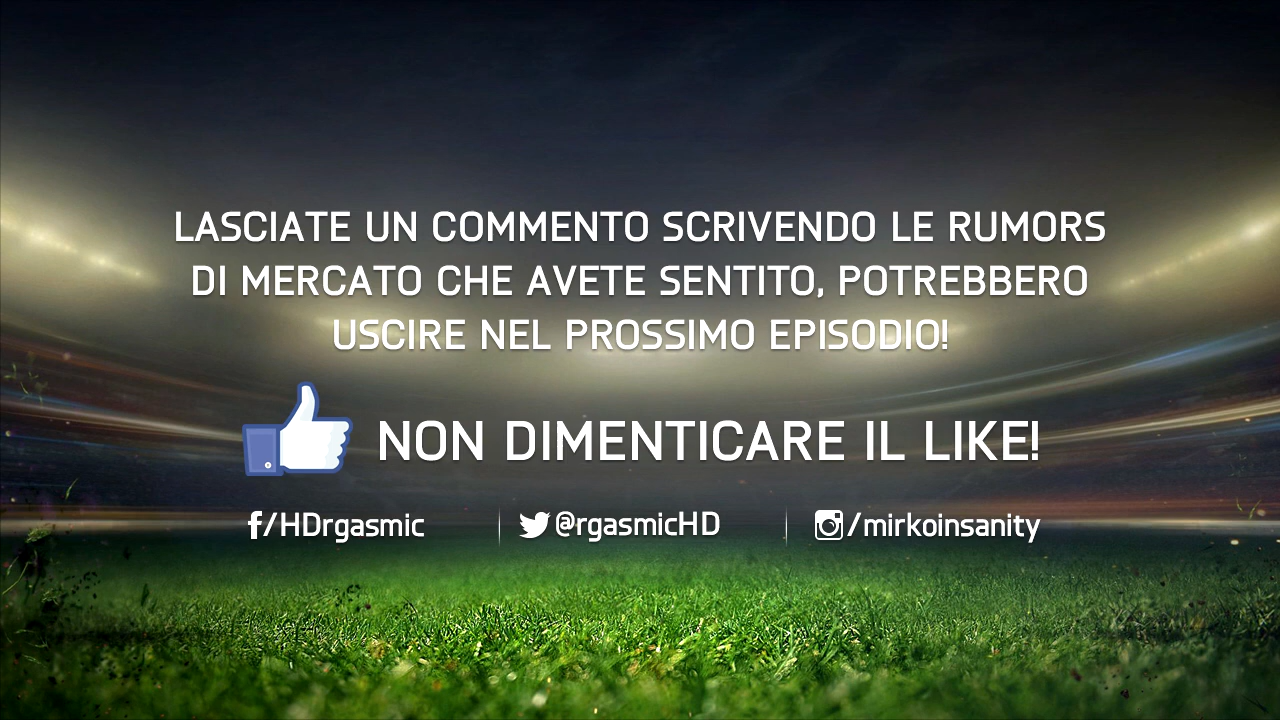 LASCIATE UN COMMENTO SCRIVENDO LE RUMORS
DI MERCATO CHE AVETE SENTITO, POTREBBERO
USCIRE NEL PROSSIMO EPISODIO!
NON DIMENTICARE IL LIKE!
f/HDrgasmic @rgasmicHD /mirkoinsanity